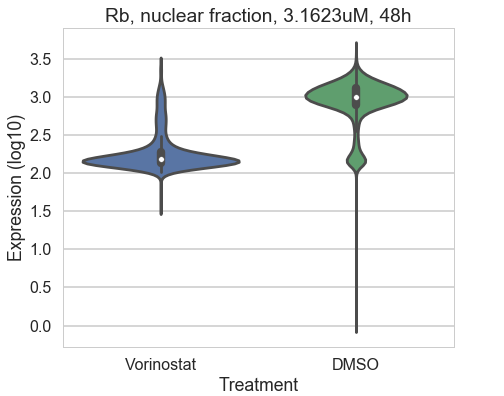 Rb, nuclear fraction, 3.1623uM, 48h
Expression (log10)
3.5
3.0
2.5
2.0
1.5
1.0
0.5
0.0
Vorinostat DMSO
Treatment